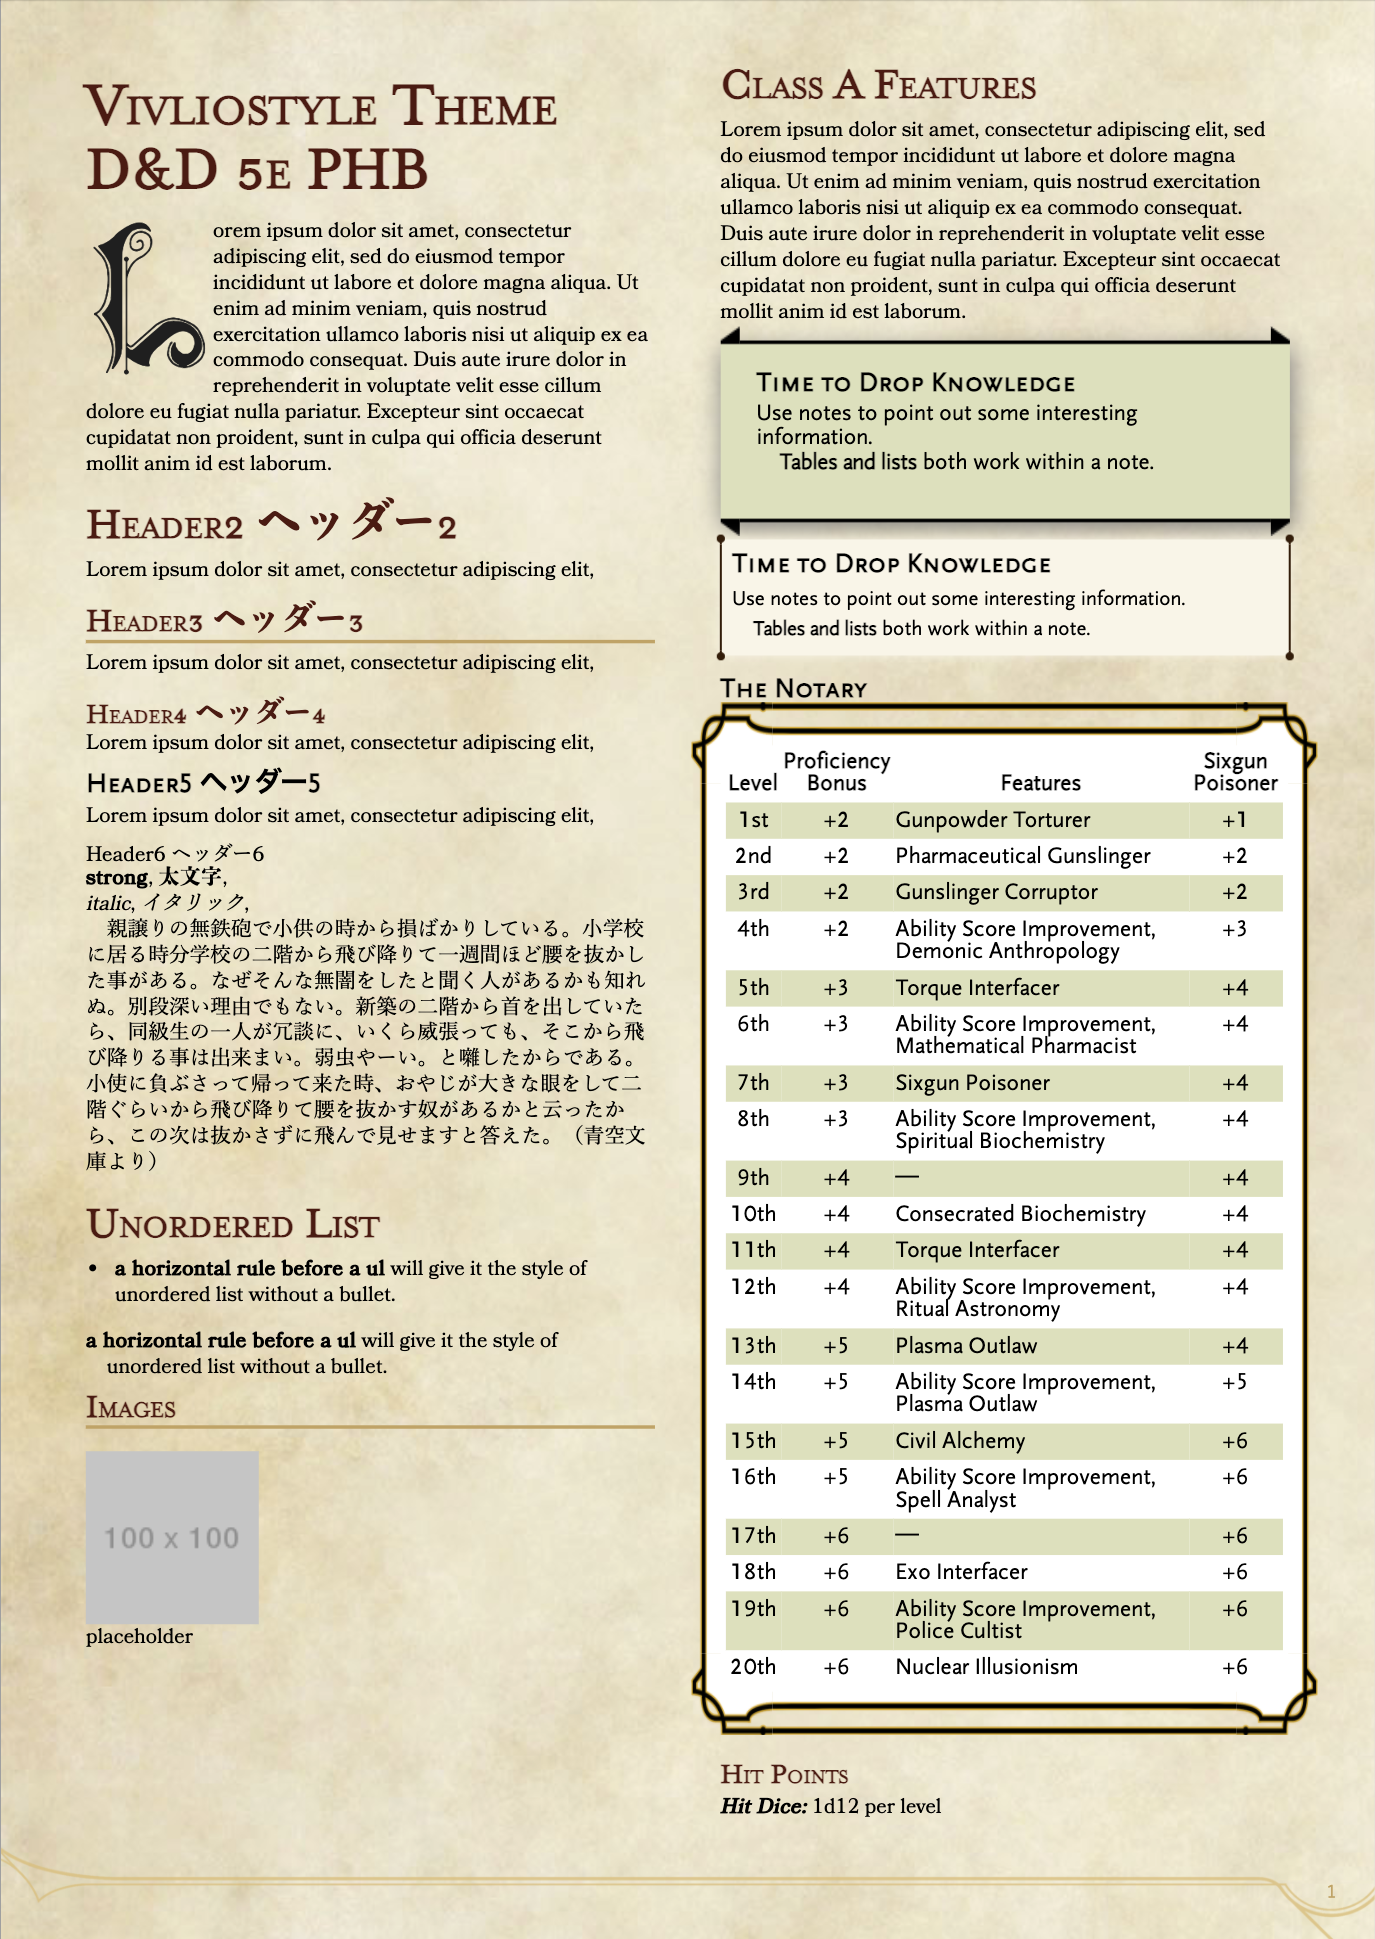 Vivliostyle Theme
D&D 5e PHB
Lorem ipsum dolor sit amet, consectetur
adipiscing elit, sed do eiusmod tempor
incididunt ut labore et dolore magna aliqua. Ut
enim ad minim veniam, quis nostrud
exercitation ullamco laboris nisi ut aliquip ex ea
commodo consequat. Duis aute irure dolor in
reprehenderit in voluptate velit esse cillum
dolore eu fugiat nulla pariatur. Excepteur sint occaecat
cupidatat non proident, sunt in culpa qui officia deserunt
mollit anim id est laborum.
Header2 ヘッダー2
Lorem ipsum dolor sit amet, consectetur adipiscing elit,
Header3 ヘッダー3
Lorem ipsum dolor sit amet, consectetur adipiscing elit,
Header4 ヘッダー4
Lorem ipsum dolor sit amet, consectetur adipiscing elit,
Header5 ヘッダー5
Lorem ipsum dolor sit amet, consectetur adipiscing elit,
Header6 ヘッダー6
strong, 太文字,
italic, イタリック,
親譲りの無鉄砲で小供の時から損ばかりしている。小学校
に居る時分学校の二階から飛び降りて一週間ほど腰を抜かし
た事がある。なぜそんな無闇をしたと聞く人があるかも知れ
ぬ。別段深い理由でもない。新築の二階から首を出していた
ら、同級生の一人が冗談に、いくら威張っても、そこから飛
び降りる事は出来まい。弱虫やーい。と囃したからである。
小使に負ぶさって帰って来た時、おやじが大きな眼をして二
階ぐらいから飛び降りて腰を抜かす奴があるかと云ったか
ら、この次は抜かさずに飛んで見せますと答えた。（青空文
庫より）
Unordered List
• a horizontal rule before a ul will give it the style of
unordered list without a bullet.
a horizontal rule before a ul will give it the style of
unordered list without a bullet.
Images
100 x 100
placeholder
Class A Features
Lorem ipsum dolor sit amet, consectetur adipiscing elit, sed
do eiusmod tempor incididunt ut labore et dolore magna
aliqua. Ut enim ad minim veniam, quis nostrud exercitation
ullamco laboris nisi ut aliquip ex ea commodo consequat.
Duis aute irure dolor in reprehenderit in voluptate velit esse
cillum dolore eu fugiat nulla pariatur. Excepteur sint occaecat
cupidatat non proident, sunt in culpa qui officia deserunt
mollit anim id est laborum.
Time to Drop Knowledge
Use notes to point out some interesting
information.
Tables and lists both work within a note.
Time to Drop Knowledge
Use notes to point out some interesting information.
Tables and lists both work within a note.
The Notary
Proficiency Sixgun
Level Bonus Features Poisoner
1st +2 Gunpowder Torturer +1
2nd +2 Pharmaceutical Gunslinger +2
3rd +2 Gunslinger Corruptor +2
4th +2 Ability Score Improvement, +3
Demonic Anthropology
5th +3 Torque Interfacer +4
6th +3 Ability Score Improvement, +4
Mathematical Pharmacist
7th +3 Sixgun Poisoner +4
8th +3 Ability Score Improvement, +4
Spiritual Biochemistry
9th +4 — +4
10th +4 Consecrated Biochemistry +4
11th +4 Torque Interfacer +4
12th +4 Ability Score Improvement, +4
Ritual Astronomy
13th +5 Plasma Outlaw +4
14th +5 Ability Score Improvement, +5
Plasma Outlaw
15th +5 Civil Alchemy +6
16th +5 Ability Score Improvement, +6
Spell Analyst
17th +6 — +6
18th +6 Exo Interfacer +6
19th +6 Ability Score Improvement, +6
Police Cultist
20th +6 Nuclear Illusionism +6
Hit Points
Hit Dice: 1d12 per level
1